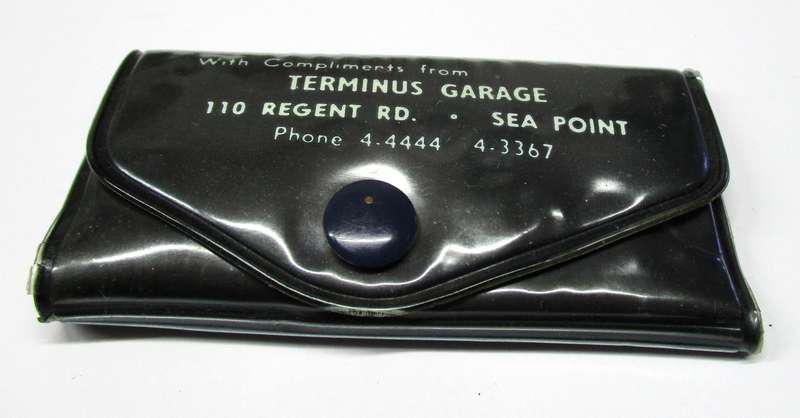 With Compliments from
TERMINUS GARAGE
110 REGENT RD. • SEA POINT
Phone 4.4444 4.3367